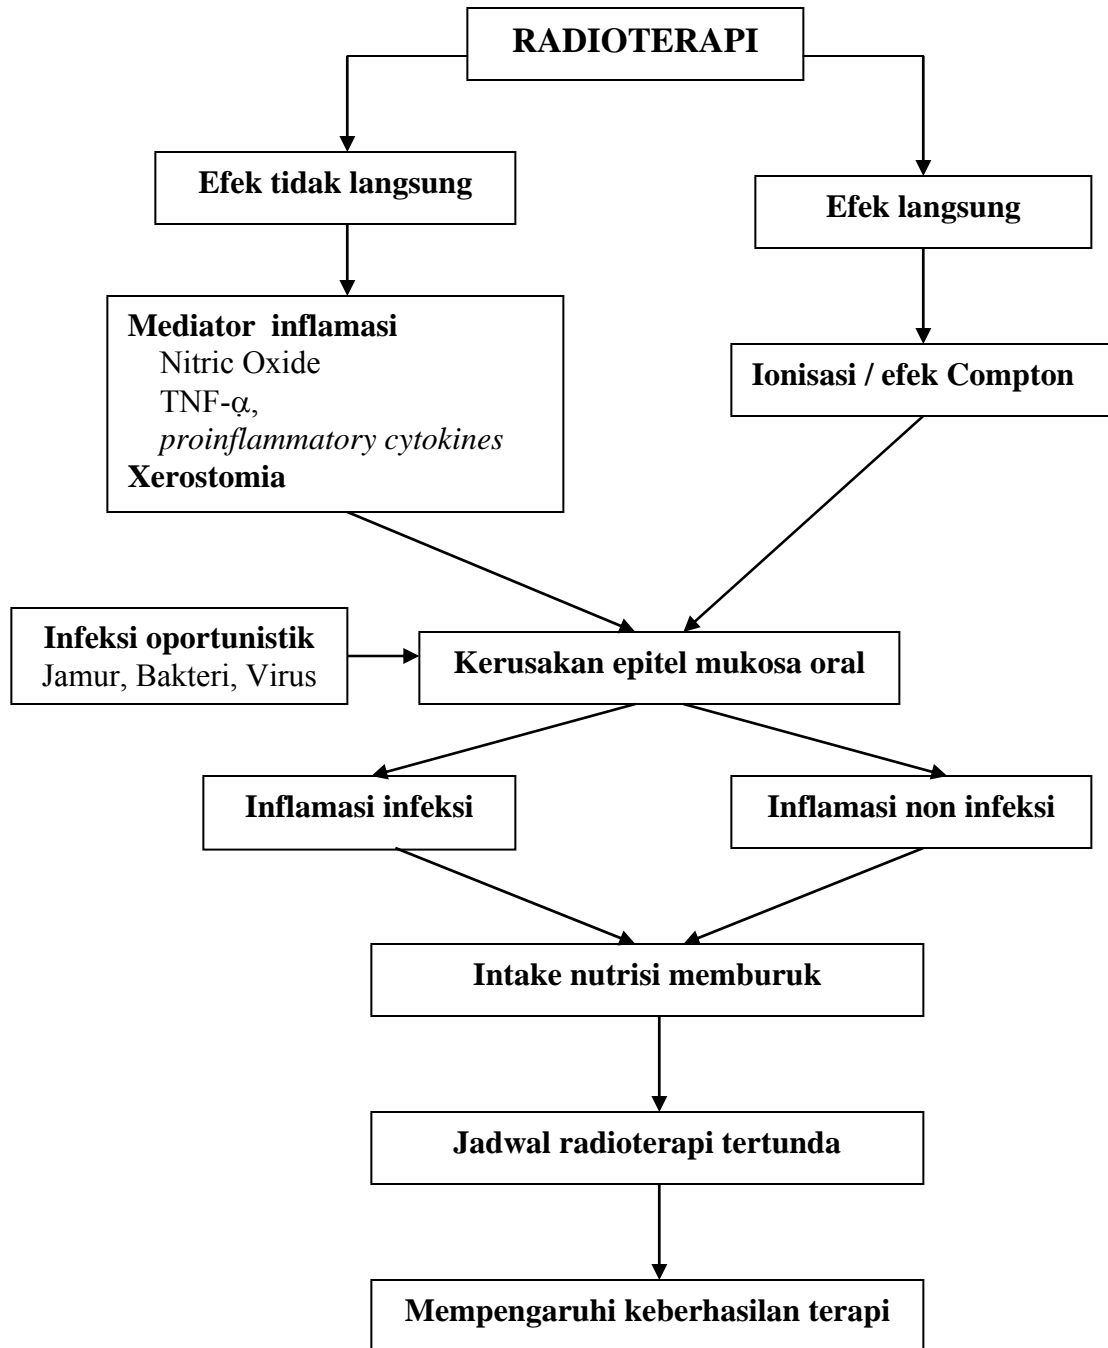 RADIOTERAPI
Efek tidak langsung
Efek langsung
Mediator inflamasi
Nitric Oxide
TNF-α,
proinflammatory cytokines
Xerostomia
Ionisasi / efek Compton
Infeksi oportunistik
Jamur, Bakteri, Virus
Kerusakan epitel mukosa oral
Inflamasi infeksi
Inflamasi non infeksi
Intake nutrisi memburuk
Jadwal radioterapi tertunda
Mempengaruhi keberhasilan terapi